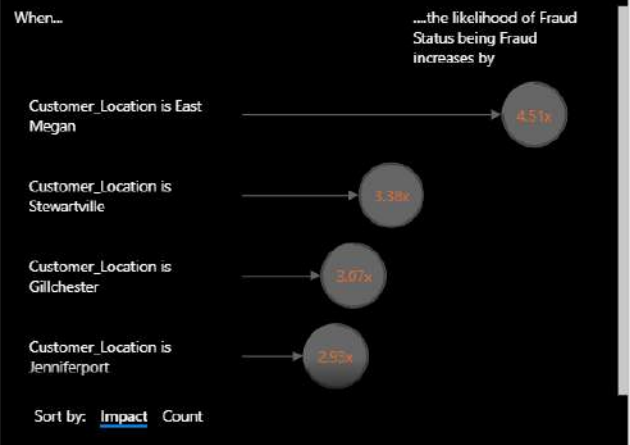 When...
....the likelihood of Fraud
Status being Fraud
increases by
Customer_Location is East
Megan
4.51x
Customer_Location is
Stewartville
3.38x
Customer_Location is
Gillchester
3.07x
Customer_Location is
Jenniferport
2.93x
Sort by: Impact Count